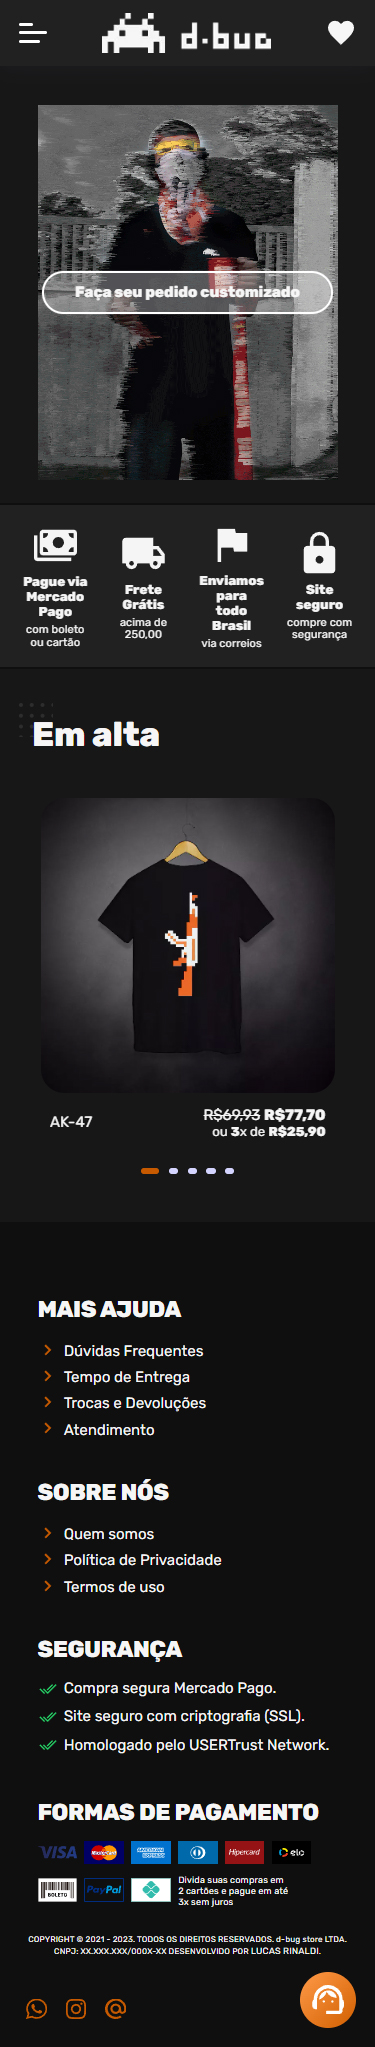 d-bug
Faça seu pedido customizado
Pague via
Mercado
Pago
com boleto
ou cartão
Frete
Grátis
acima de
250,00
Enviamos
para
todo
Brasil
via correios
Site
seguro
compre com
segurança
Em alta
AK-47
R$69,93 R$77,70
ou 3x de R$25,90
MAIS AJUDA
Dúvidas Frequentes
Tempo de Entrega
Trocas e Devoluções
Atendimento
SOBRE NÓS
Quem somos
Política de Privacidade
Termos de uso
SEGURANÇA
Compra segura Mercado Pago.
Site seguro com criptografia (SSL).
Homologado pelo USERTrust Network.
FORMAS DE PAGAMENTO
VISA MasterCard AMERICAN EXPRESS Hipercard elo
BOLETO PayPal
Divida suas compras em
2 cartões e pague em até
3x sem juros
COPYRIGHT © 2021 - 2023. TODOS OS DIREITOS RESERVADOS. d-bug store LTDA.
CNPJ: XX.XXX.XXX/000X-XX DESENVOLVIDO POR LUCAS RINALDI.